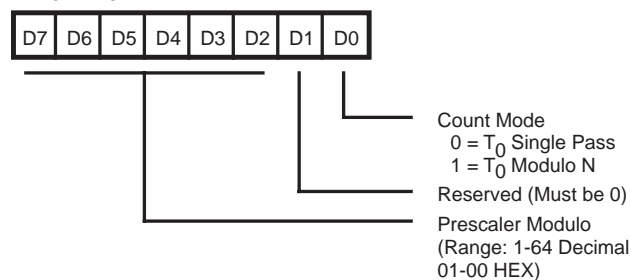 D7 D6 D5 D4 D3 D2 D1 D0
Count Mode
0 = T0 Single Pass
1 = T0 Modulo N
Reserved (Must be 0)
Prescaler Modulo
(Range: 1-64 Decimal
01-00 HEX)